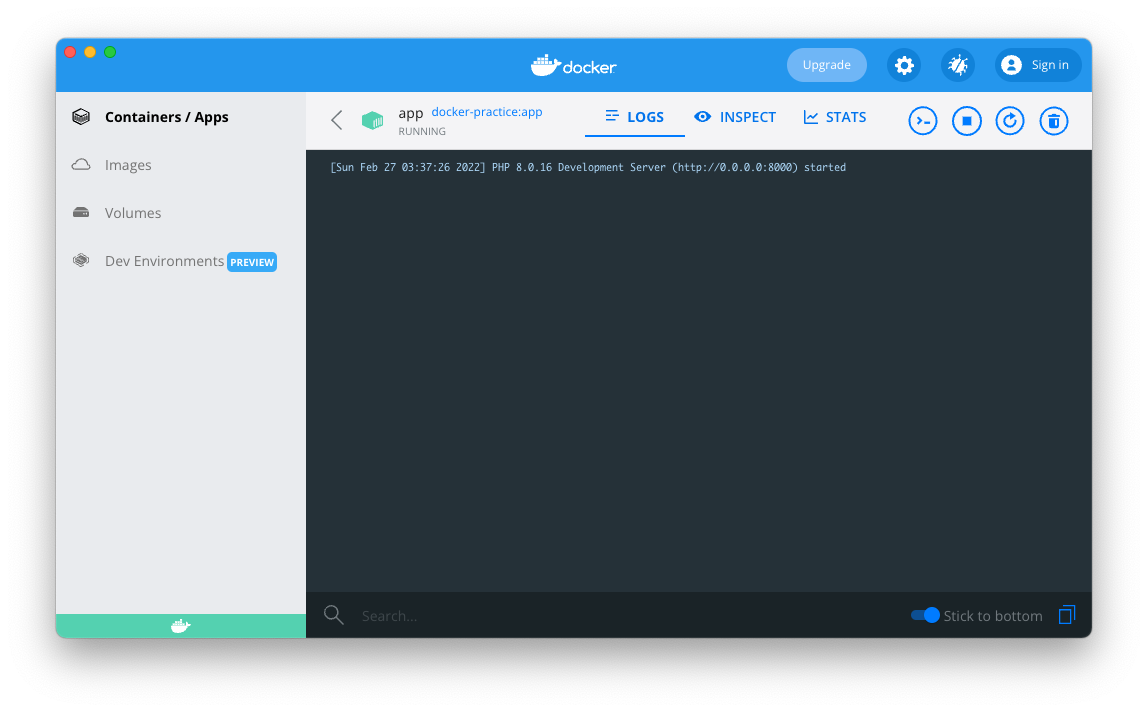 docker
Upgrade
Sign in
Containers / Apps
Images
Volumes
Dev Environments PREVIEW
app docker-practice:app
RUNNING
LOGS
INSPECT
STATS
[Sun Feb 27 03:37:26 2022] PHP 8.0.16 Development Server (http://0.0.0.0:8000) started
Search...
Stick to bottom